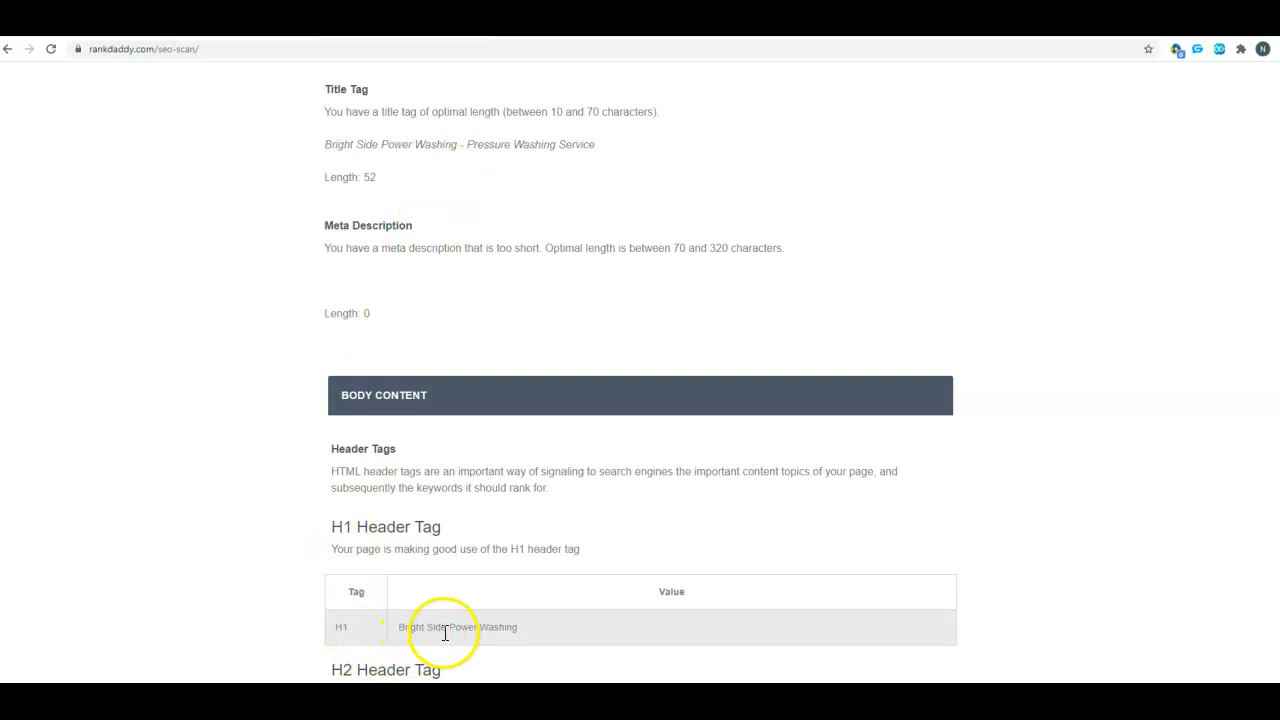 rankdaddy.com/seo-scan/
N
Title Tag
You have a title tag of optimal length (between 10 and 70 characters).
Bright Side Power Washing - Pressure Washing Service
Length: 52
Meta Description
You have a meta description that is too short. Optimal length is between 70 and 320 characters.
Length: 0
BODY CONTENT
Header Tags
HTML header tags are an important way of signaling to search engines the important content topics of your page, and
subsequently the keywords it should rank for.
H1 Header Tag
Your page is making good use of the H1 header tag
Tag Value
H1 Bright Side Power Washing
H2 Header Tag